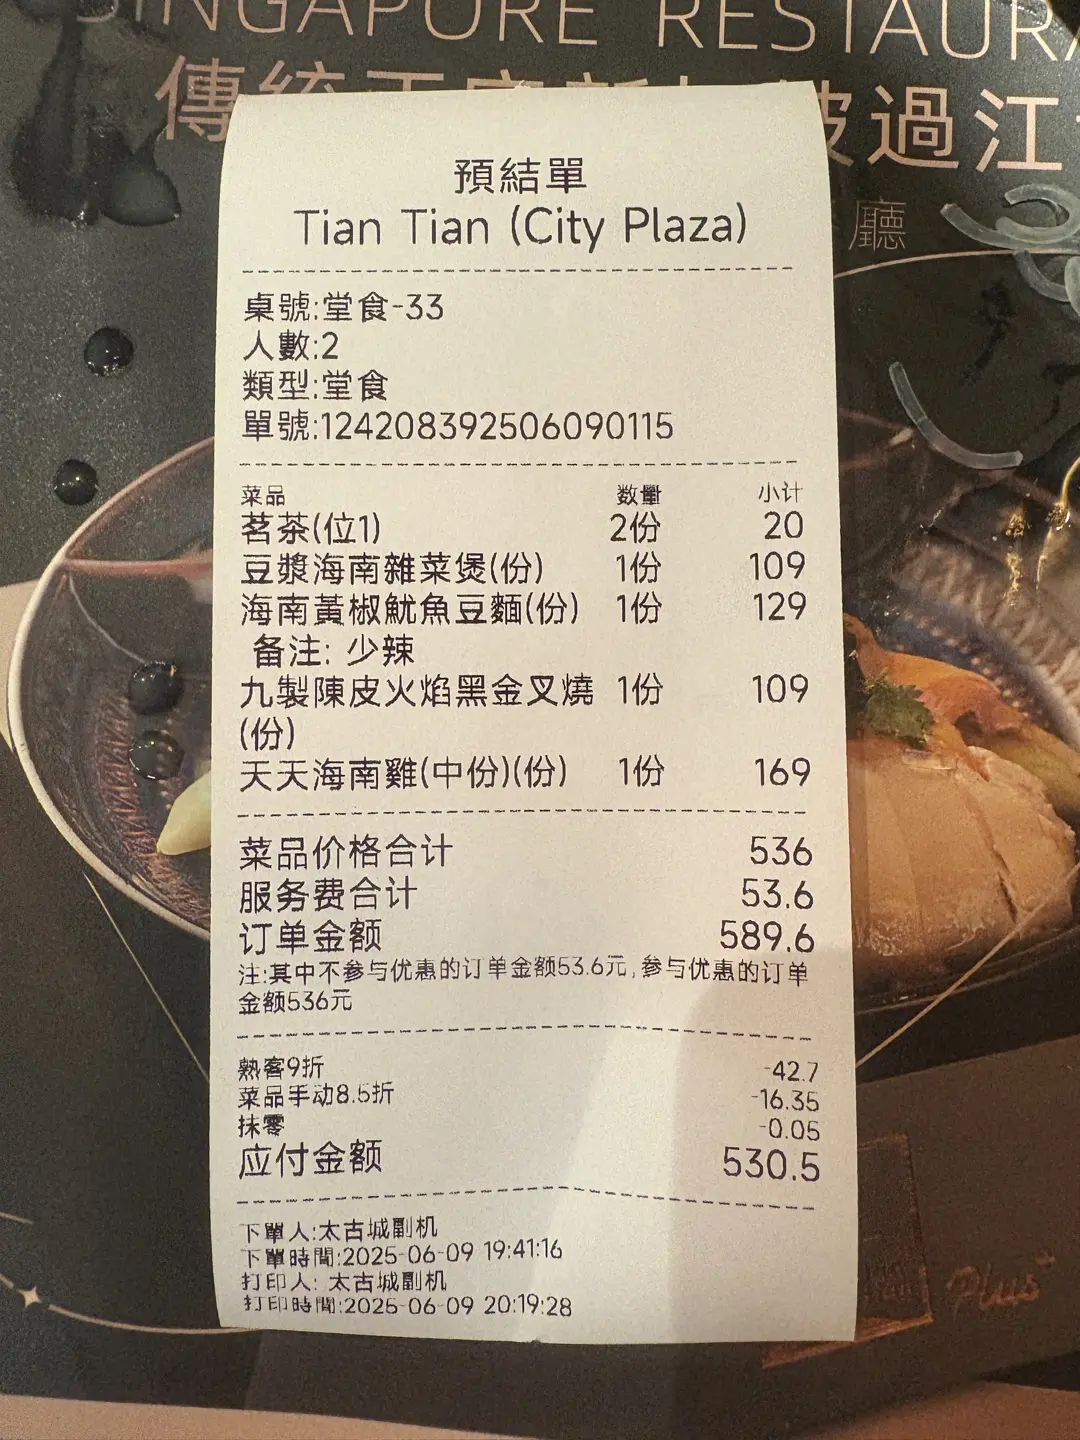 SINGAPORE RESTAURA
傳統
過江
廳
預結單
Tian Tian (City Plaza)
桌號:堂食-33
人數:2
類型:堂食
單號:124208392506090115
菜品 数量 小计
茗茶(位1) 2份 20
豆漿海南雜菜煲(份) 1份 109
海南黃椒魷魚豆麵(份) 1份 129
备注: 少辣
九製陳皮火焰黑金叉燒 1份 109
(份)
天天海南雞(中份)(份) 1份 169
菜品价格合计 536
服务费合计 53.6
订单金额 589.6
注:其中不参与优惠的订单金额53.6元,参与优惠的订单
金额536元
熟客9折 -42.7
菜品手动8.5折 -16.35
抹零 -0.05
应付金额 530.5
下單人:太古城副机
下單時間:2025-06-09 19:41:16
打印人: 太古城副机
打印時間:2025-06-09 20:19:28
Plus+